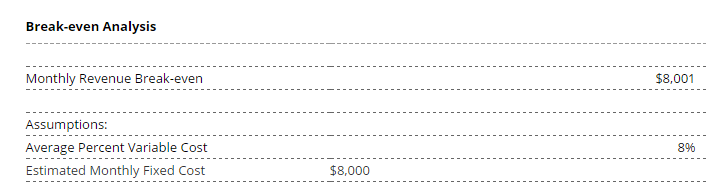 Break-even Analysis
Monthly Revenue Break-even $8,001
Assumptions:
Average Percent Variable Cost 8%
Estimated Monthly Fixed Cost $8,000